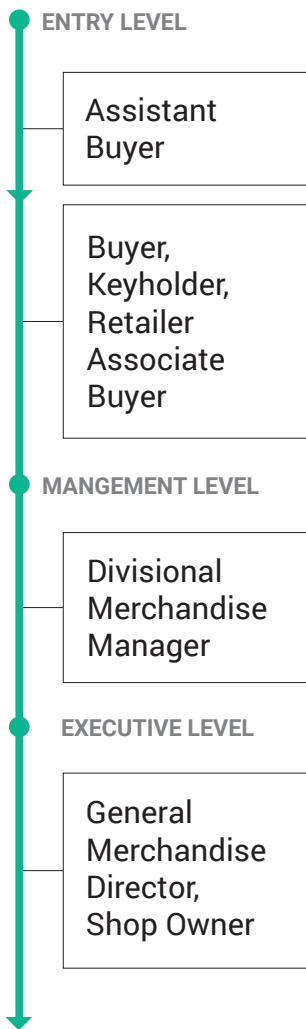 ENTRY LEVEL
Assistant
Buyer
Buyer,
Keyholder,
Retailer
Associate
Buyer
MANGEMENT LEVEL
Divisional
Merchandise
Manager
EXECUTIVE LEVEL
General
Merchandise
Director,
Shop Owner